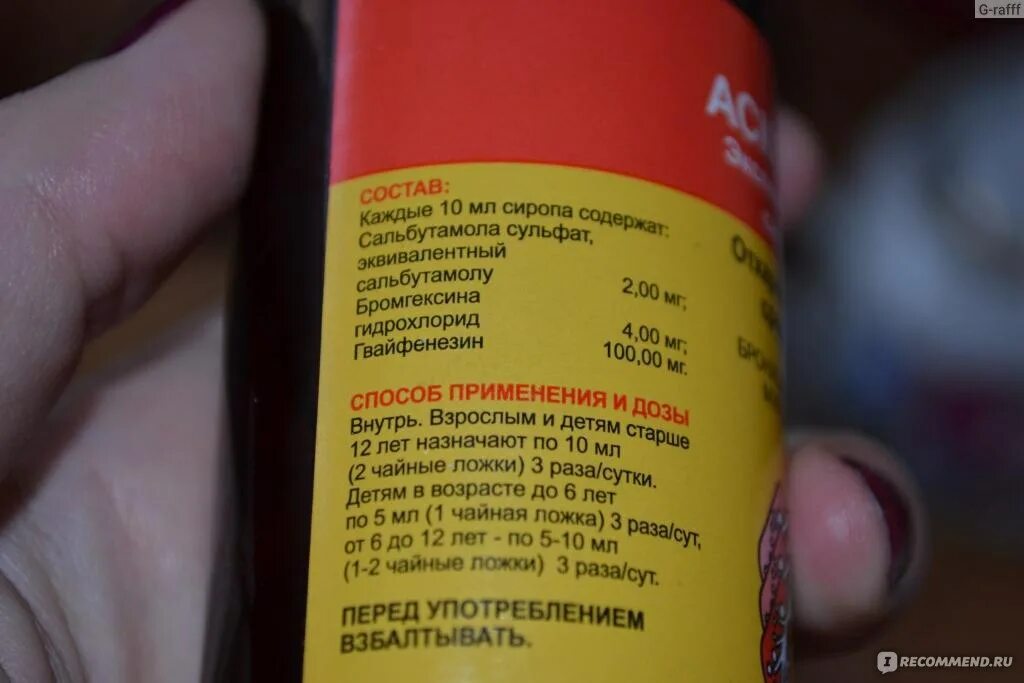 G-rafff
СОСТАВ:
Каждые 10 мл сиропа содержат:
Сальбутамола сульфат,
эквивалентный
сальбутамолу 2,00 мг;
Бромгексина
гидрохлорид 4,00 мг;
Гвайфенезин 100,00 мг.
СПОСОБ ПРИМЕНЕНИЯ И ДОЗЫ
Внутрь. Взрослым и детям старше
12 лет назначают по 10 мл
(2 чайные ложки) 3 раза/сутки.
Детям в возрасте до 6 лет
по 5 мл (1 чайная ложка) 3 раза/сут,
от 6 до 12 лет - по 5-10 мл
(1-2 чайные ложки) 3 раза/сут.
ПЕРЕД УПОТРЕБЛЕНИЕМ
ВЗБАЛТЫВАТЬ.
IRECOMMEND.RU